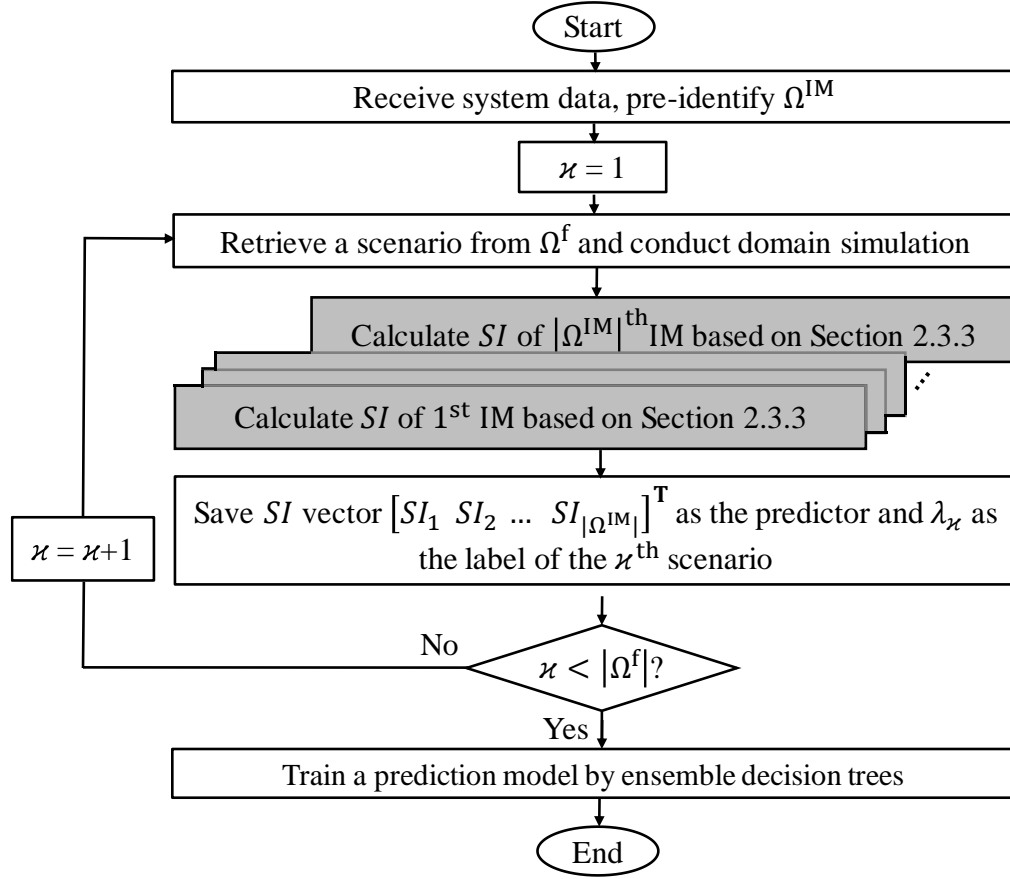 Start
Receive system data, pre-identify Ω^IM
ϰ = 1
Retrieve a scenario from Ω^f and conduct domain simulation
Calculate SI of |Ω^IM|^th IM based on Section 2.3.3
Calculate SI of 1^st IM based on Section 2.3.3
Save SI vector [SI_1 SI_2 … SI_|Ω^IM|]^T as the predictor and λ_ϰ as
the label of the ϰ^th scenario
ϰ = ϰ+1
No
ϰ < |Ω^f|?
Yes
Train a prediction model by ensemble decision trees
End